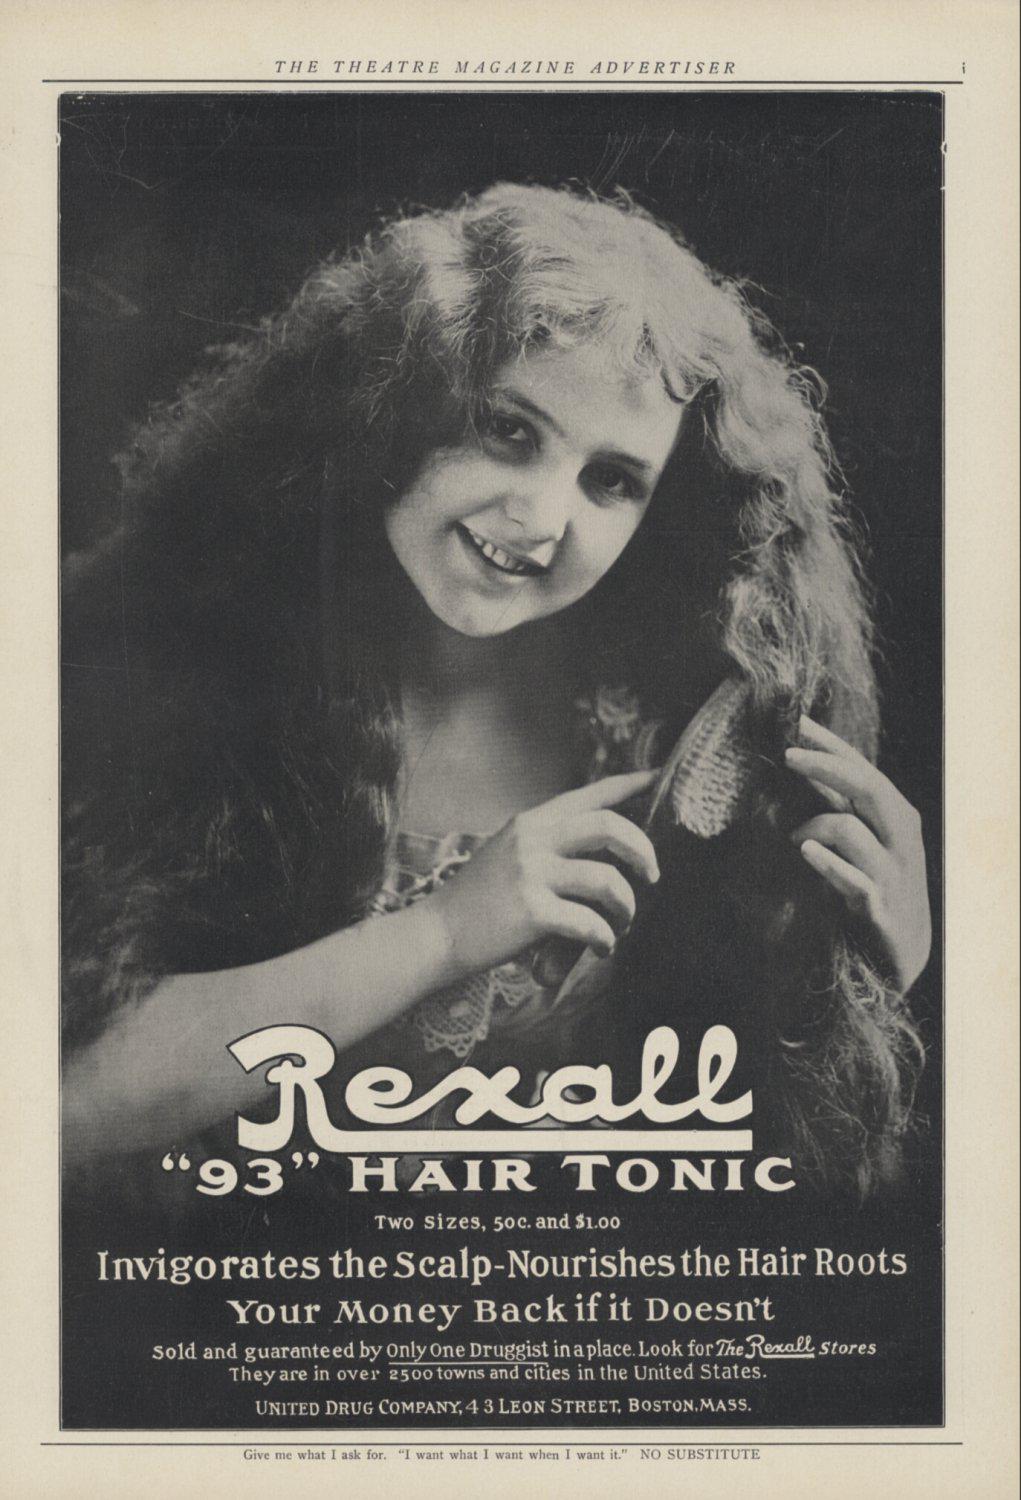 THE THEATRE MAGAZINE ADVERTISER i
Rexall
“93” HAIR TONIC
Two Sizes, 50c. and $1.00
Invigorates the Scalp-Nourishes the Hair Roots
Your Money Back if it Doesn't
Sold and guaranteed by Only One Druggist in a place. Look for The Rexall Stores
They are in over 2500 towns and cities in the United States.
UNITED DRUG COMPANY, 43 LEON STREET, BOSTON, MASS.
Give me what I ask for. “I want what I want when I want it.” NO SUBSTITUTE